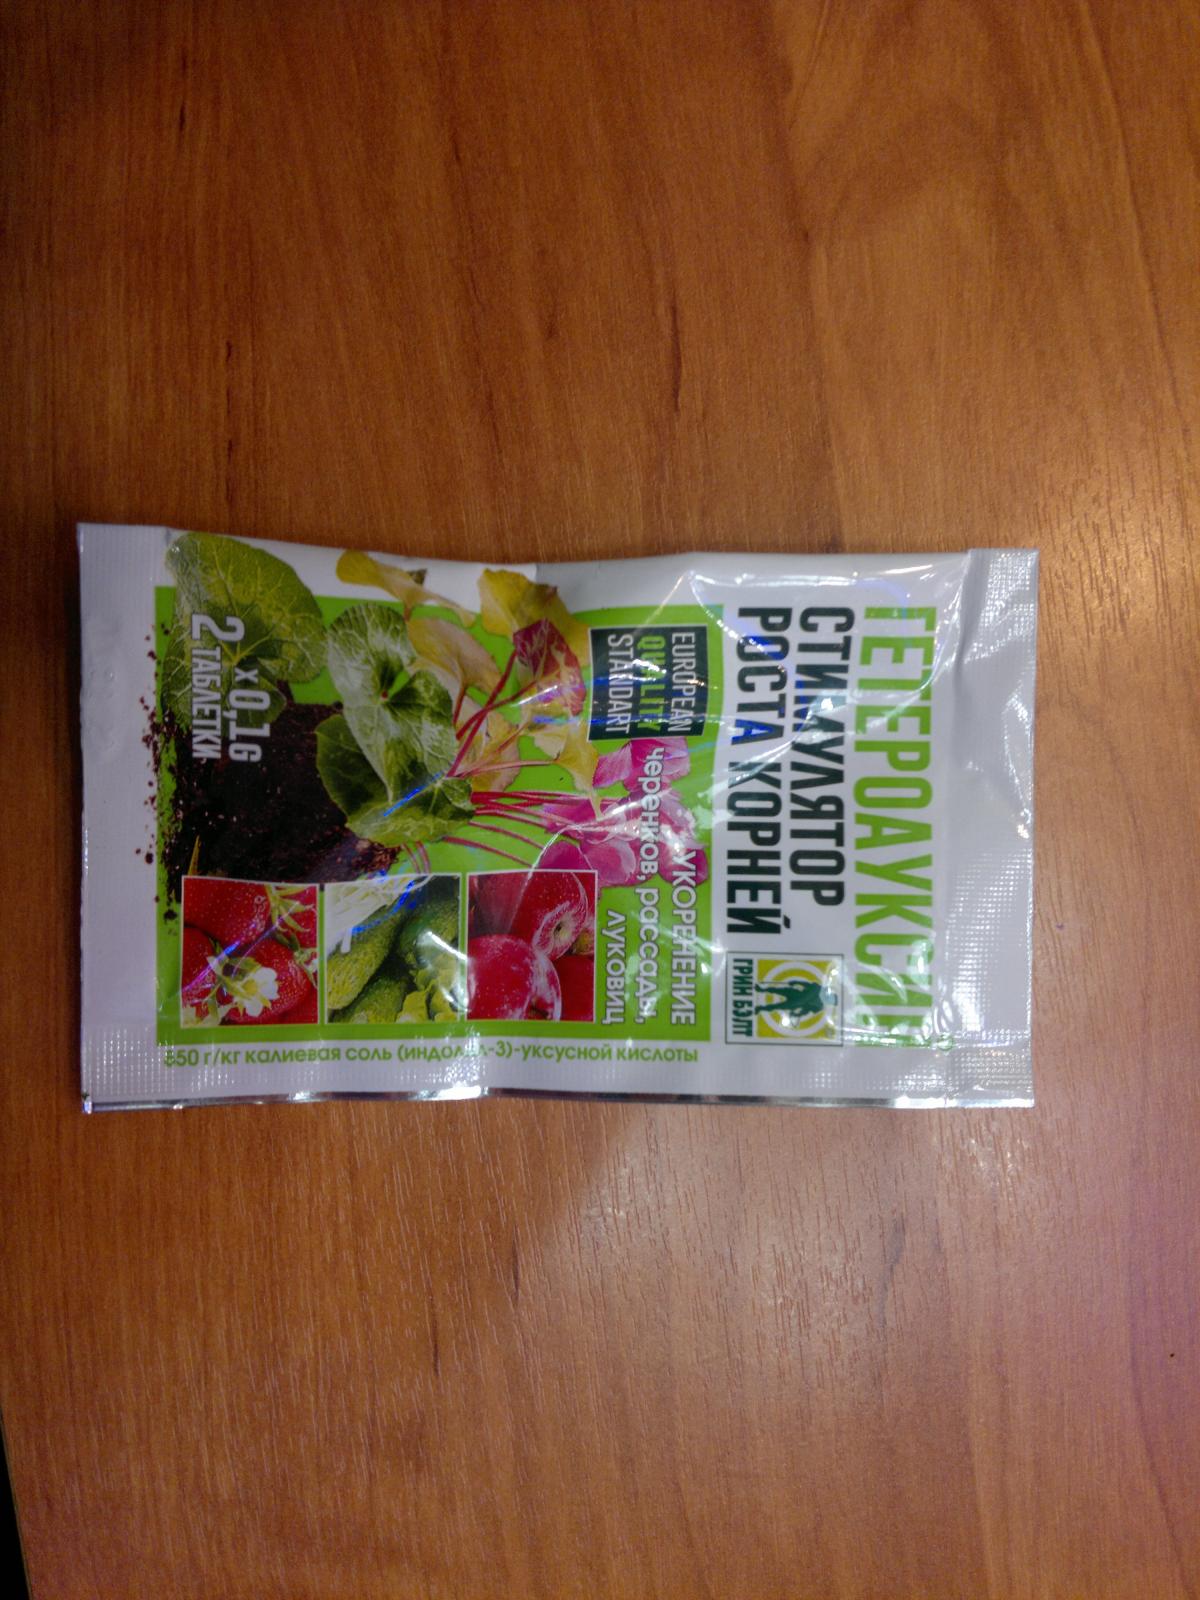 ГЕТЕРОАУКСИН
СТИМУЛЯТОР
РОСТА КОРНЕЙ
ГРИН БЭЛТ
EUROPEAN
QUALITY
STANDART
УКОРЕНЕНИЕ
черенков, рассады,
луковиц
x 0,1 G
2 ТАБЛЕТКИ
850 г/кг калиевая соль (индолил-3)-уксусной кислоты